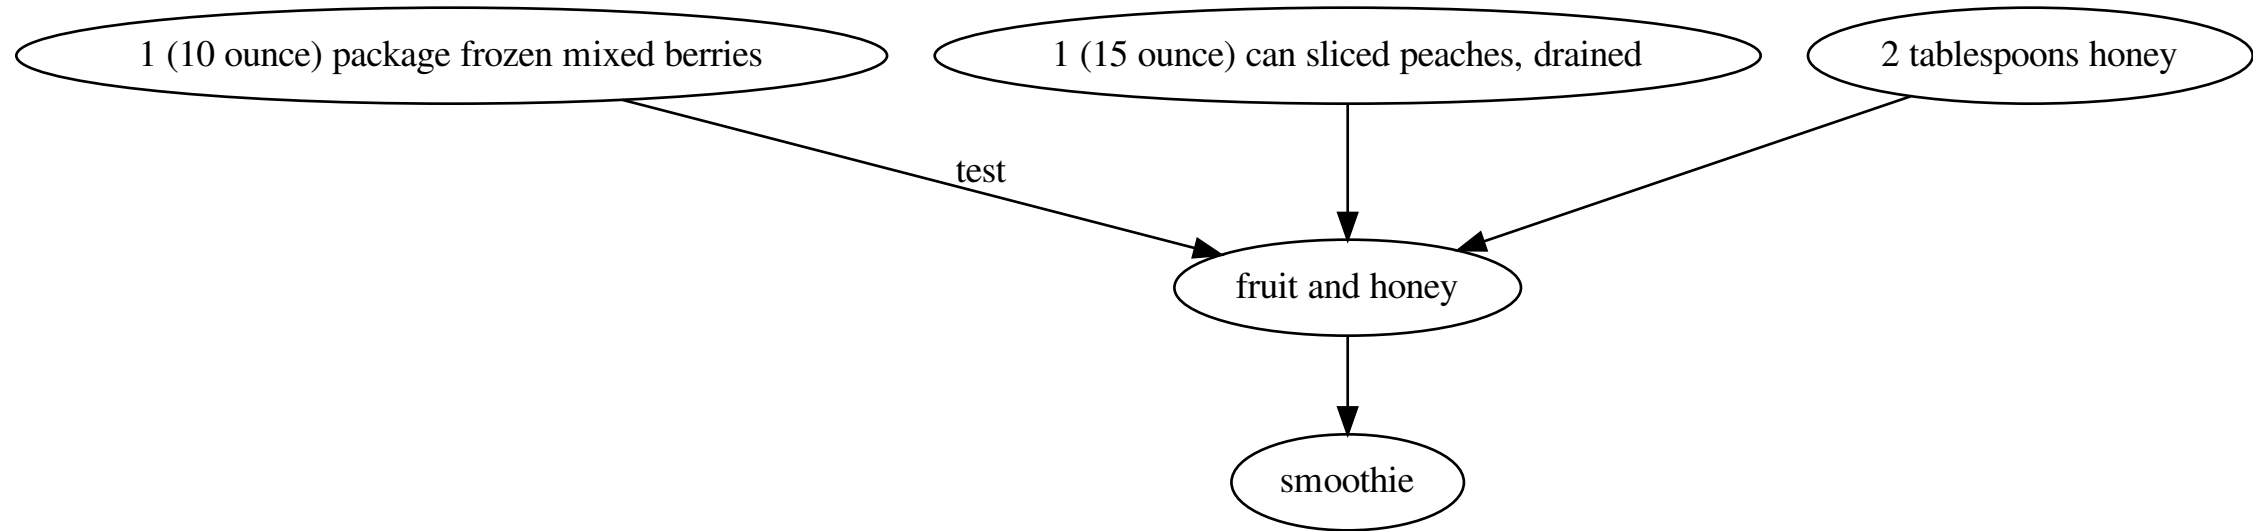 1 (10 ounce) package frozen mixed berries
1 (15 ounce) can sliced peaches, drained
2 tablespoons honey
test
fruit and honey
smoothie